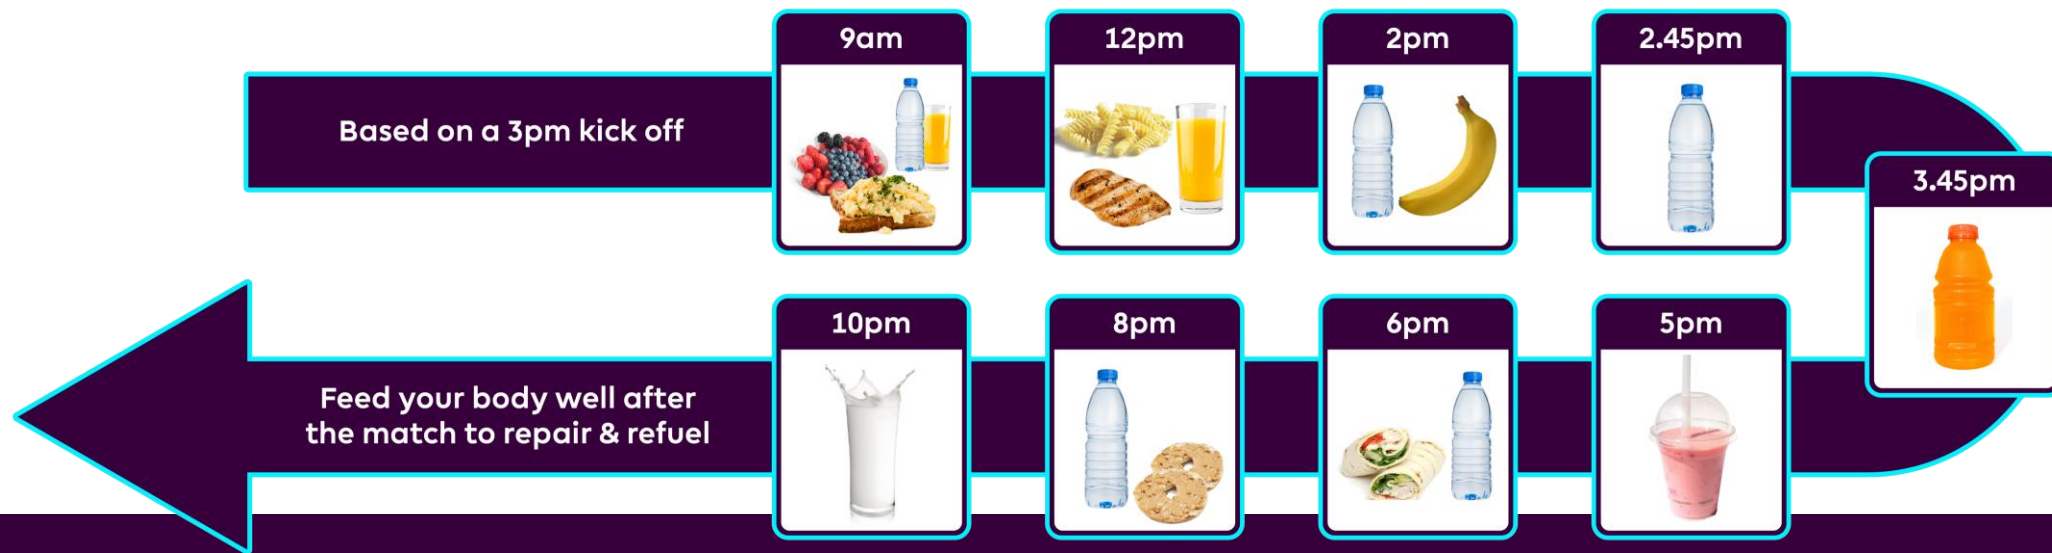 9am
12pm
2pm
2.45pm
Based on a 3pm kick off
3.45pm
10pm
8pm
6pm
5pm
Feed your body well after
the match to repair & refuel